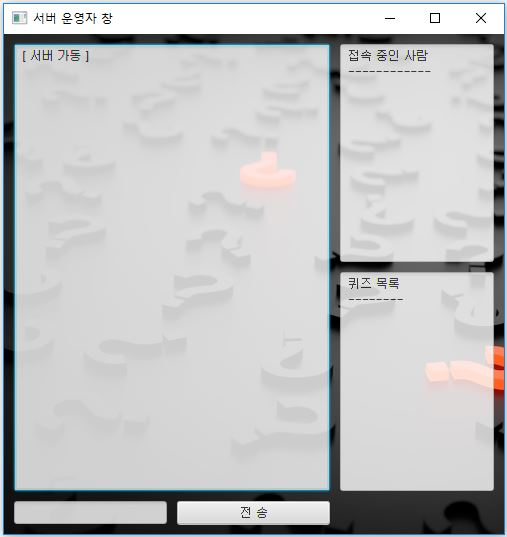 서버 운영자 창
[ 서버 가동 ]
접속 중인 사람
-------------
퀴즈 목록
--------
전 송